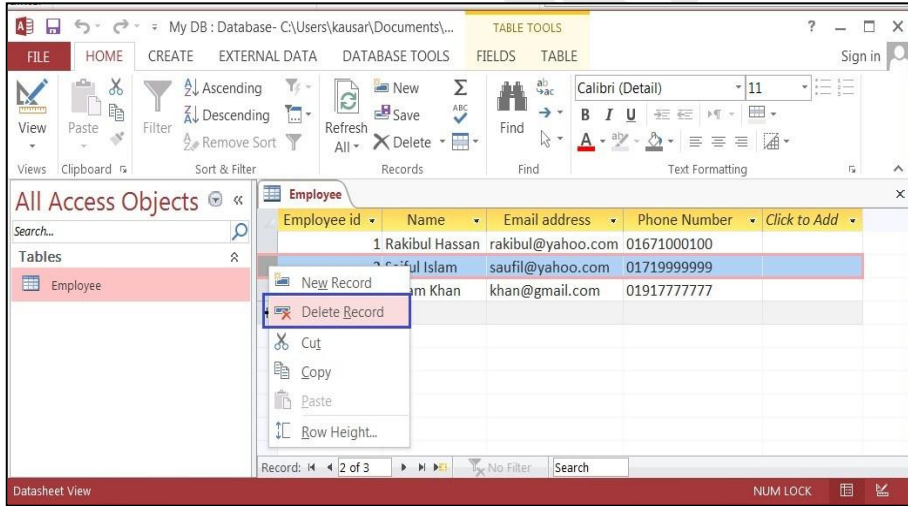 My DB : Database- C:\Users\kausar\Documents\... TABLE TOOLS ?
FILE HOME CREATE EXTERNAL DATA DATABASE TOOLS FIELDS TABLE Sign in
View
Paste
Filter
Ascending
Descending
Remove Sort
Refresh All
New
Save
Delete
ABC
Find
ab ac
Calibri (Detail) 11
B I U
A ab
Views Clipboard Sort & Filter Records Find Text Formatting
All Access Objects «
Search...
Tables
Employee
Employee
Employee id Name Email address Phone Number Click to Add
1 Rakibul Hassan rakibul@yahoo.com 01671000100
Islam saufil@yahoo.com 01719999999
Khan khan@gmail.com 01917777777
New Record
Delete Record
Cut
Copy
Paste
Row Height...
Record: 2 of 3 No Filter Search
Datasheet View NUM LOCK